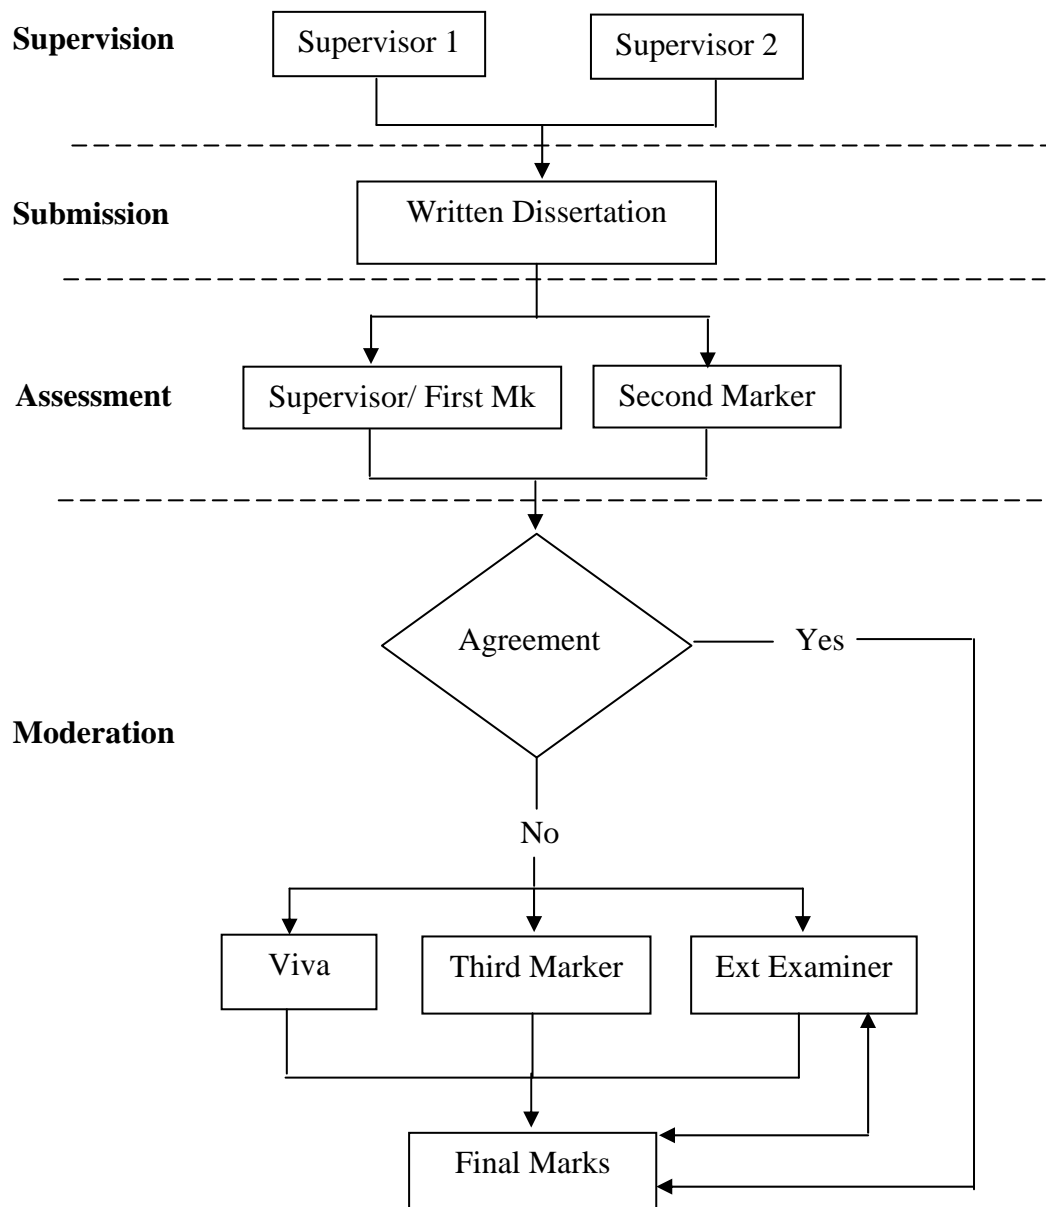 Supervision
Supervisor 1
Supervisor 2
Submission
Written Dissertation
Assessment
Supervisor/ First Mk
Second Marker
Agreement
Yes
Moderation
No
Viva
Third Marker
Ext Examiner
Final Marks